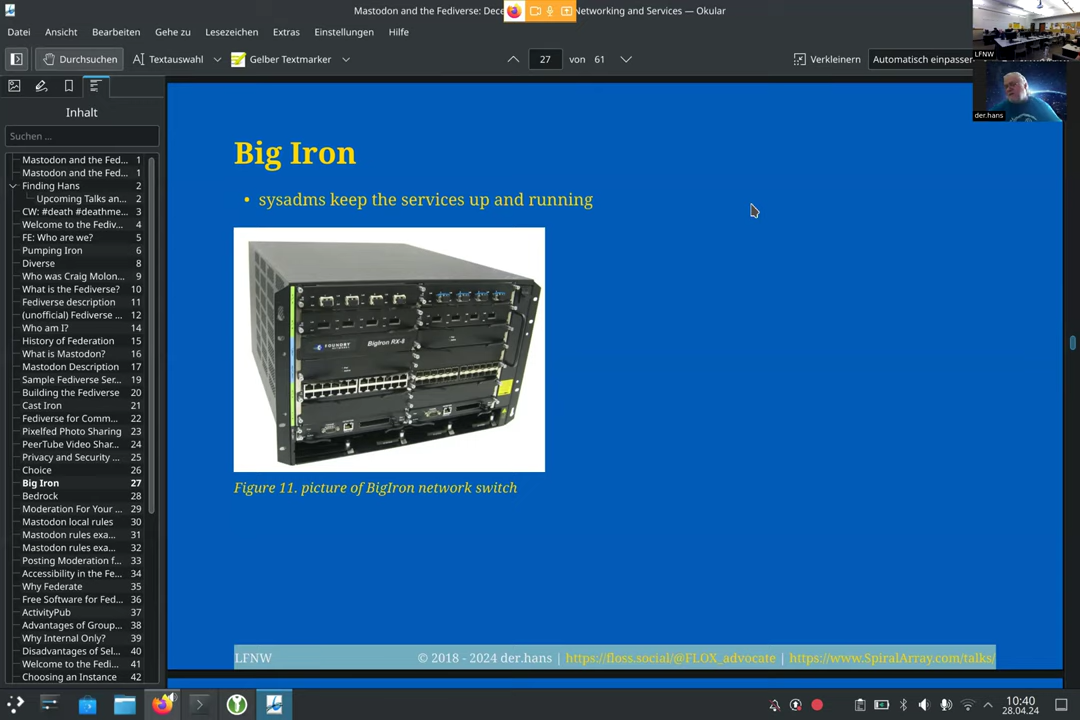 Mastodon and the Fediverse: Dece
Networking and Services — Okular
Datei Ansicht Bearbeiten Gehe zu Lesezeichen Extras Einstellungen Hilfe
Durchsuchen Textauswahl Gelber Textmarker 27 von 61 Verkleinern Automatisch einpassen
LFNW
der.hans
Inhalt
Suchen ...
Mastodon and the Fed... 1
Mastodon and the Fed... 1
Finding Hans 2
Upcoming Talks an... 2
CW: #death #deathme... 3
Welcome to the Fediv... 4
FE: Who are we? 5
Pumping Iron 6
Diverse 8
Who was Craig Molon... 9
What is the Fediverse? 10
Fediverse description 11
(unofficial) Fediverse ... 12
Who am I? 14
History of Federation 15
What is Mastodon? 16
Mastodon Description 17
Sample Fediverse Ser... 19
Building the Fediverse 20
Cast Iron 21
Fediverse for Comm... 22
Pixelfed Photo Sharing 23
PeerTube Video Shar... 24
Privacy and Security ... 25
Choice 26
Big Iron 27
Bedrock 28
Moderation For Your ... 29
Mastodon local rules 30
Mastodon rules exa... 31
Mastodon rules exa... 32
Posting Moderation f... 33
Accessibility in the Fe... 34
Why Federate 35
Free Software for Fed... 36
ActivityPub 37
Advantages of Group... 38
Why Internal Only? 39
Disadvantages of Sel... 40
Welcome to the Fedi... 41
Choosing an Instance 42
Big Iron
• sysadms keep the services up and running
FOUNDRY
NETWORKS
BigIron RX-8
Figure 11. picture of BigIron network switch
LFNW © 2018 - 2024 der.hans | https://floss.social/@FLOX_advocate | https://www.SpiralArray.com/talks/
10:40
28.04.24